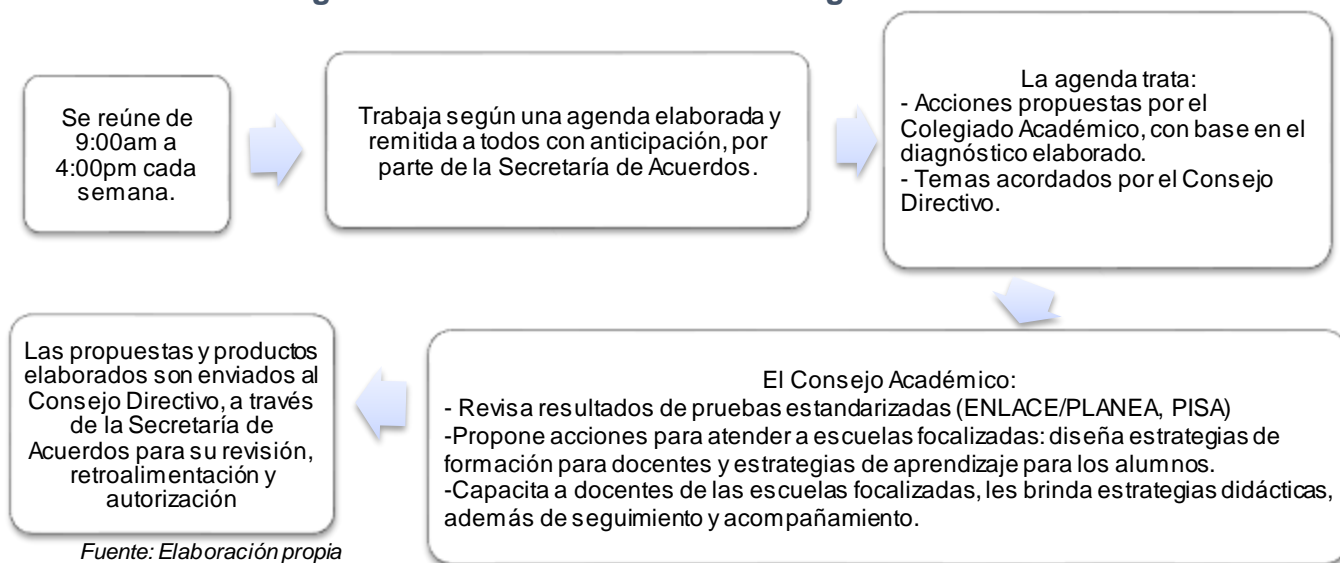 Se reúne de
9:00am a
4:00pm cada
semana.
Trabaja según una agenda elaborada y
remitida a todos con anticipación, por
parte de la Secretaría de Acuerdos.
La agenda trata:
- Acciones propuestas por el
Colegiado Académico, con base en el
diagnóstico elaborado.
- Temas acordados por el Consejo
Directivo.
El Consejo Académico:
- Revisa resultados de pruebas estandarizadas (ENLACE/PLANEA, PISA)
-Propone acciones para atender a escuelas focalizadas: diseña estrategias de
formación para docentes y estrategias de aprendizaje para los alumnos.
-Capacita a docentes de las escuelas focalizadas, les brinda estrategias didácticas,
además de seguimiento y acompañamiento.
Las propuestas y productos
elaborados son enviados al
Consejo Directivo, a través
de la Secretaría de
Acuerdos para su revisión,
retroalimentación y
autorización
Fuente: Elaboración propia